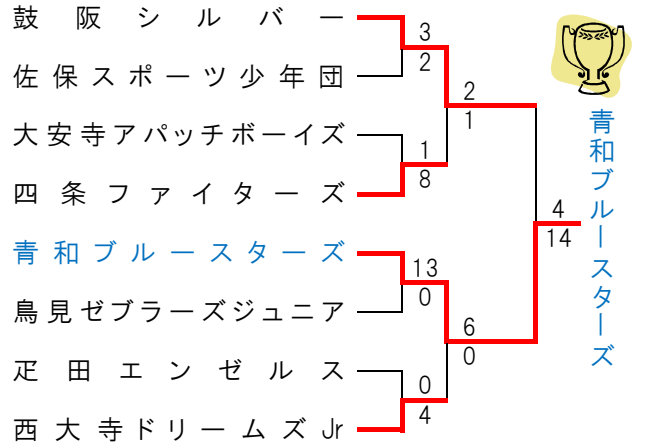 鼓阪シルバー
3
2
佐保スポーツ少年団
2
1
大安寺アパッチボーイズ
1
8
四条ファイターズ
4
14
青和ブルースターズ
13
0
鳥見ゼブラーズジュニア
6
0
疋田エンゼルス
0
4
西大寺ドリームズJr
青和ブルースターズ